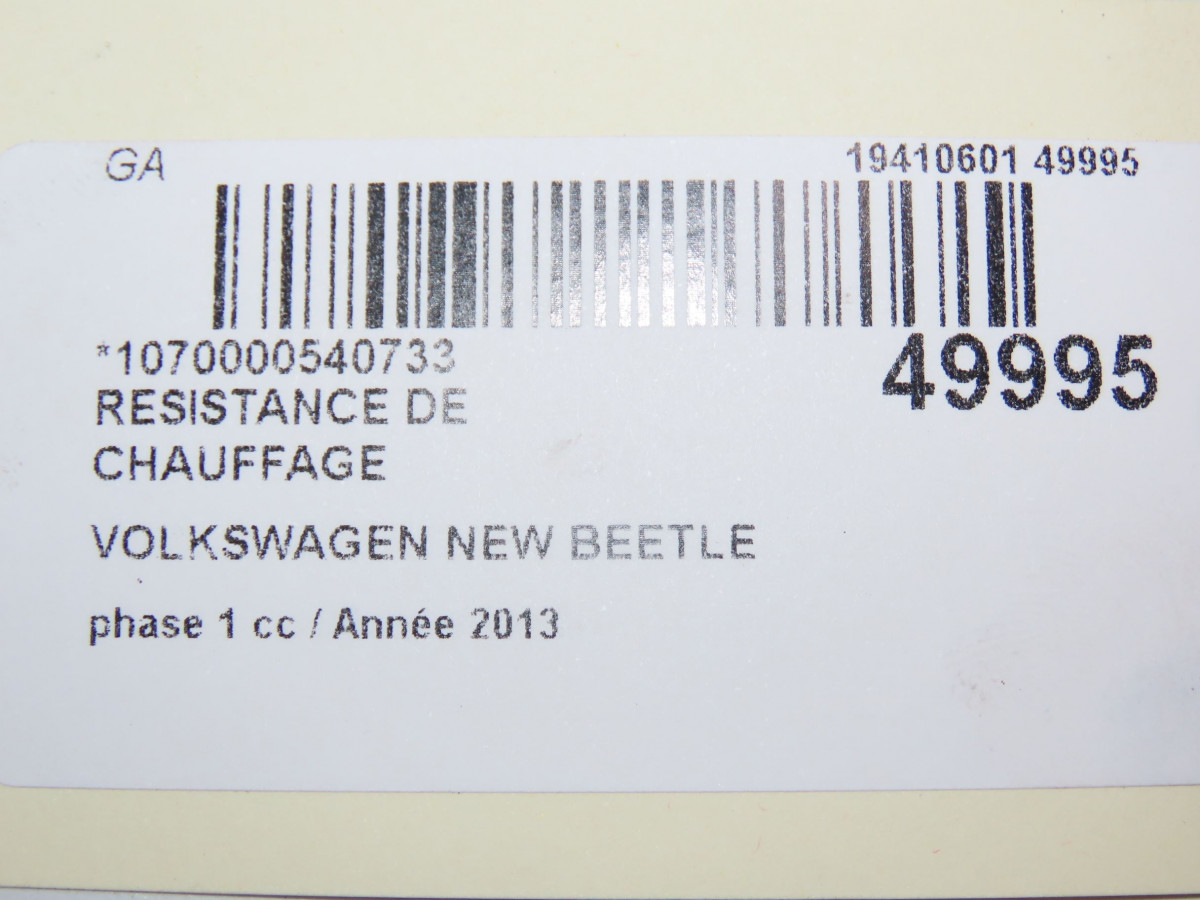 GA
19410601 49995
*1070000540733
49995
RESISTANCE DE
CHAUFFAGE
VOLKSWAGEN NEW BEETLE
phase 1 cc / Année 2013